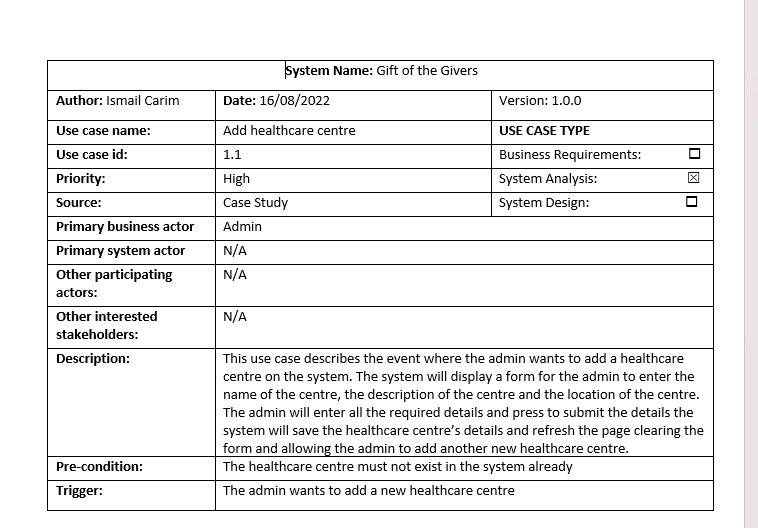 System Name: Gift of the Givers
Author: Ismail Carim
Date: 16/08/2022
Version: 1.0.0
Use case name:
Add healthcare centre
USE CASE TYPE
Use case id:
1.1
Business Requirements: ☐
Priority:
High
System Analysis: ☒
Source:
Case Study
System Design: ☐
Primary business actor
Admin
Primary system actor
N/A
Other participating
actors:
N/A
Other interested
stakeholders:
N/A
Description:
This use case describes the event where the admin wants to add a healthcare
centre on the system. The system will display a form for the admin to enter the
name of the centre, the description of the centre and the location of the centre.
The admin will enter all the required details and press to submit the details the
system will save the healthcare centre’s details and refresh the page clearing the
form and allowing the admin to add another new healthcare centre.
Pre-condition:
The healthcare centre must not exist in the system already
Trigger:
The admin wants to add a new healthcare centre